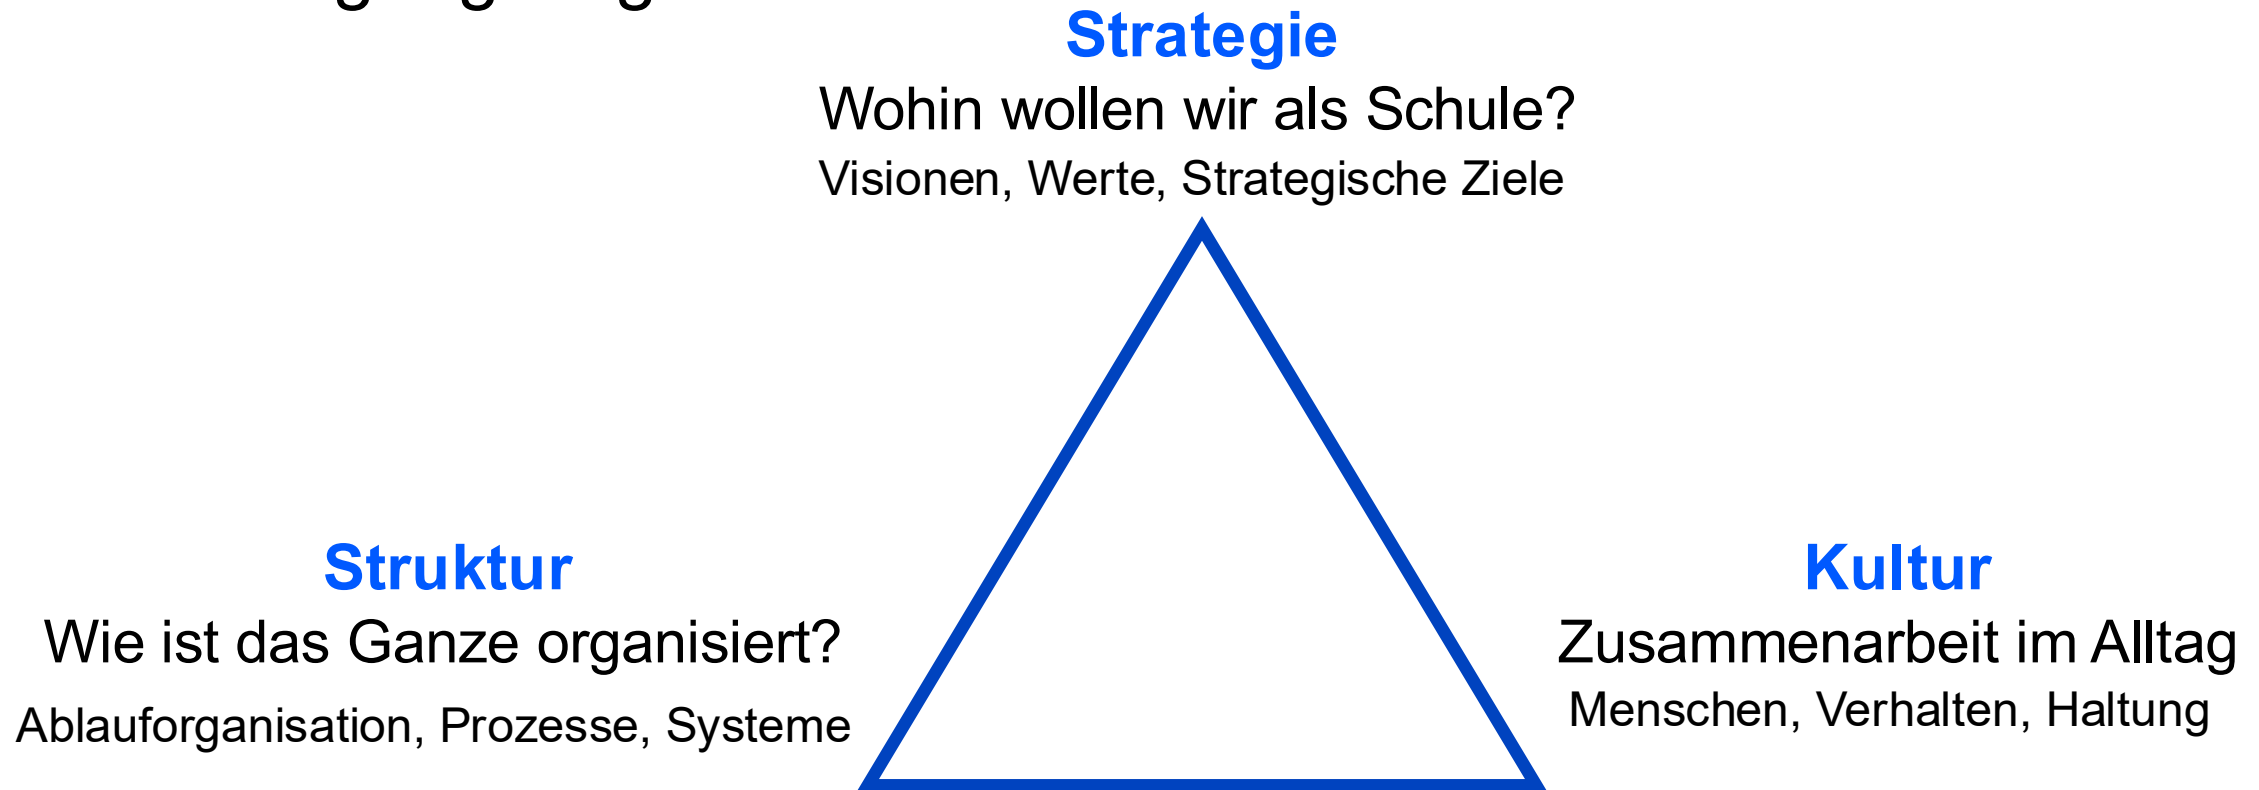 Strategie
Wohin wollen wir als Schule?
Visionen, Werte, Strategische Ziele
Struktur
Wie ist das Ganze organisiert?
Ablauforganisation, Prozesse, Systeme
Kultur
Zusammenarbeit im Alltag
Menschen, Verhalten, Haltung